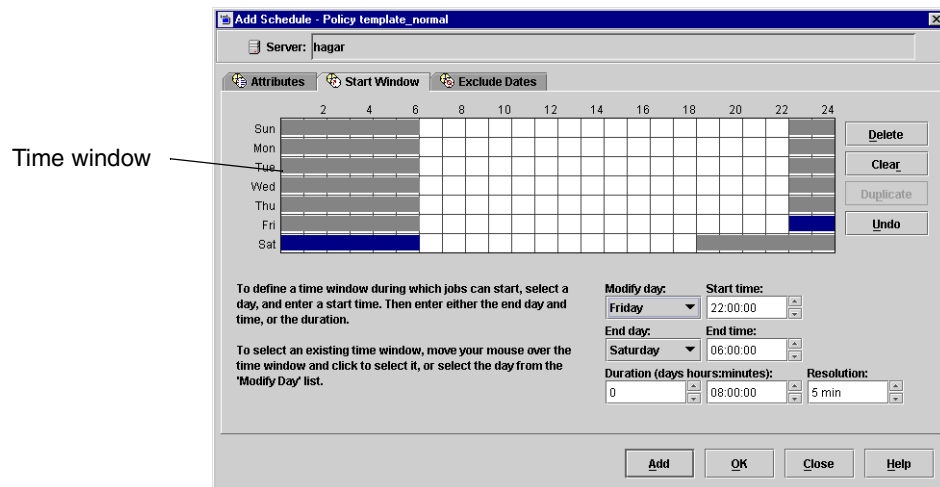 Add Schedule - Policy template_normal
Server: hagar
Attributes Start Window Exclude Dates
2 4 6 8 10 12 14 16 18 20 22 24
Sun
Mon
Tue
Wed
Thu
Fri
Sat
Time window
Delete
Clear
Duplicate
Undo
To define a time window during which jobs can start, select a
day, and enter a start time. Then enter either the end day and
time, or the duration.
To select an existing time window, move your mouse over the
time window and click to select it, or select the day from the
'Modify Day' list.
Modify day: Start time:
Friday 22:00:00
End day: End time:
Saturday 06:00:00
Duration (days hours:minutes): Resolution:
0 08:00:00 5 min
Add OK Close Help